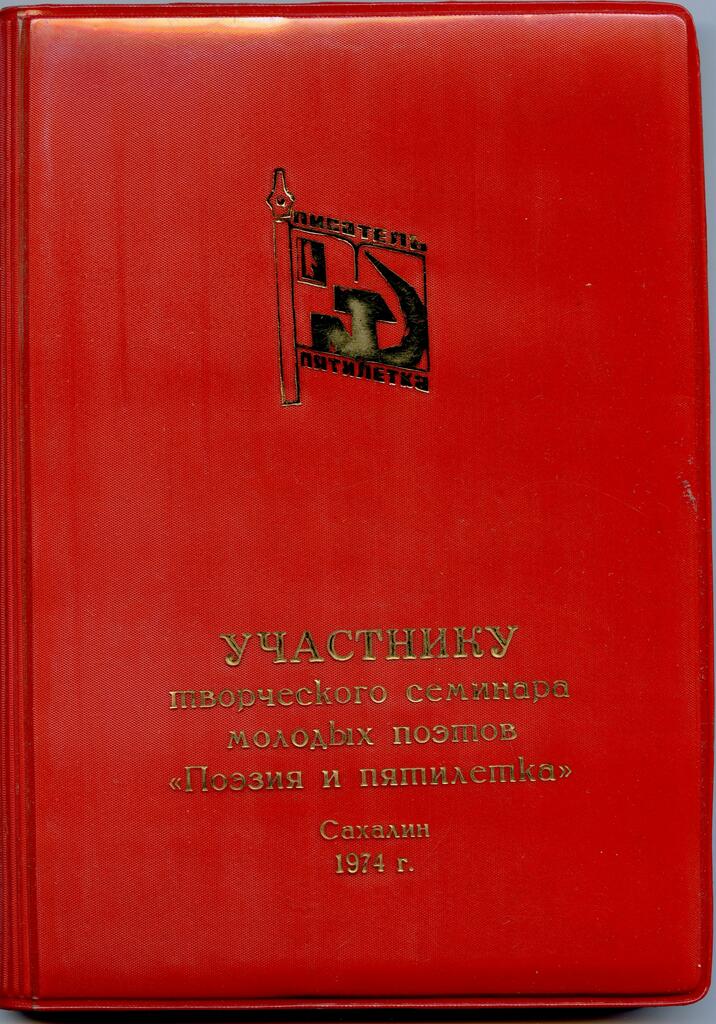 писатель
пятилетка
УЧАСТНИКУ
творческого семинара
молодых поэтов
«Поэзия и пятилетка»
Сахалин
1974 г.